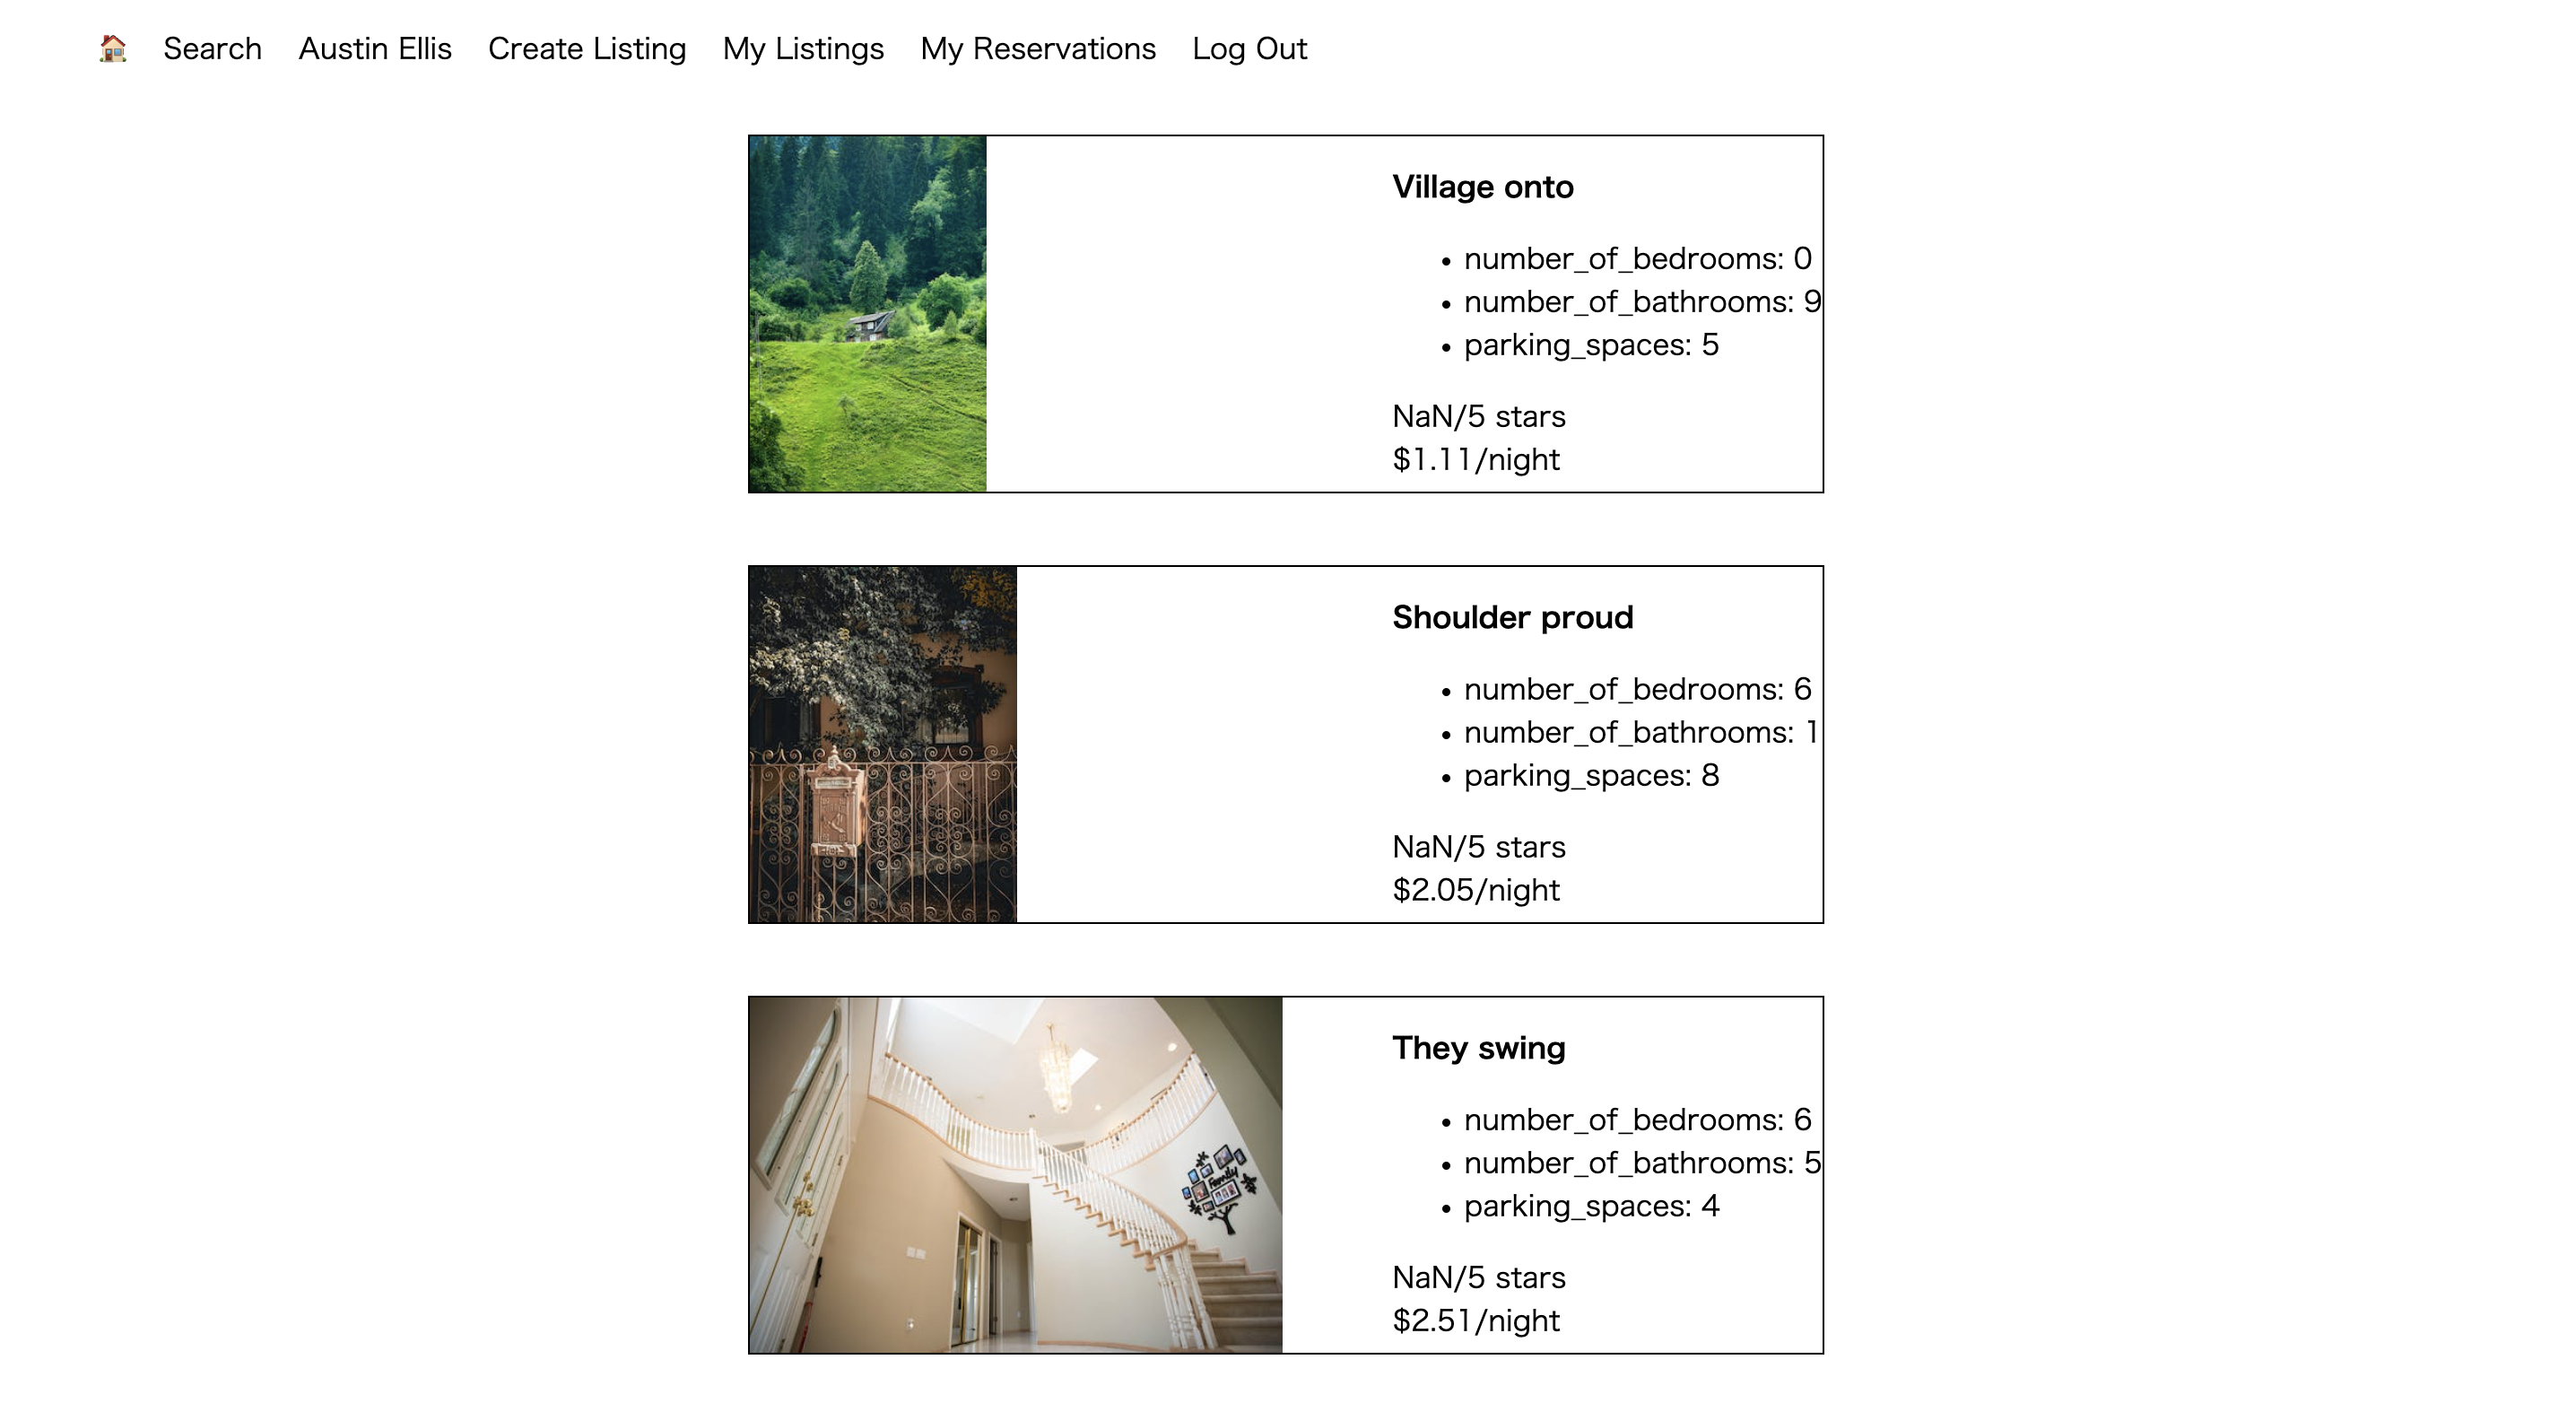 Search Austin Ellis Create Listing My Listings My Reservations Log Out
Village onto
number_of_bedrooms: 0
number_of_bathrooms: 9
parking_spaces: 5
NaN/5 stars
$1.11/night
Shoulder proud
number_of_bedrooms: 6
number_of_bathrooms: 1
parking_spaces: 8
NaN/5 stars
$2.05/night
They swing
number_of_bedrooms: 6
number_of_bathrooms: 5
parking_spaces: 4
NaN/5 stars
$2.51/night
family